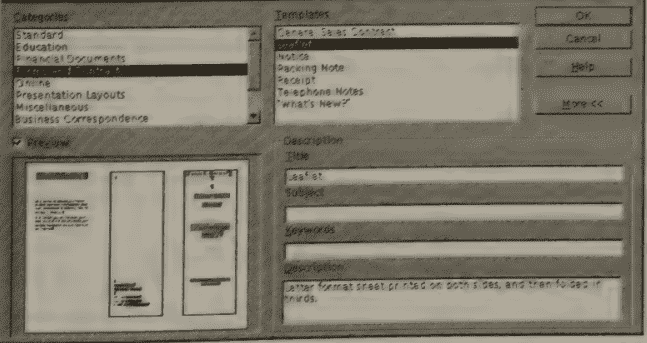 Categories
Standard
Education
Financial Documents
Online
Presentation Layouts
Miscellaneous
Business Correspondence
Preview
Templates
General Sales Contract
Leaflet
Notice
Packing Note
Receipt
Telephone Notes
"What's New?"
OK
Cancel
Help
More <<
Description
Title
Leaflet
Subject
Keywords
Description
Letter format sheet printed on both sides, and then folded in
thirds.